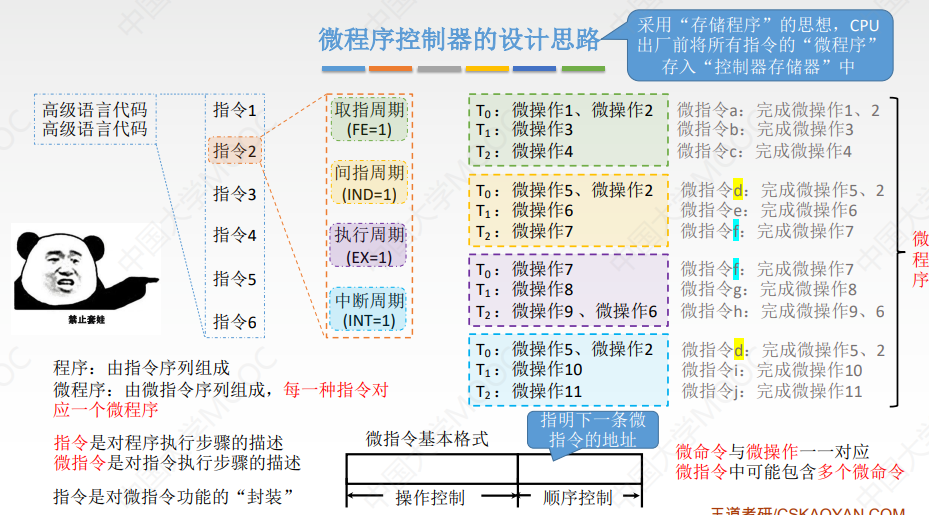 微程序控制器的设计思路
采用“存储程序”的思想，CPU
出厂前将所有指令的“微程序”
存入“控制器存储器”中
高级语言代码
高级语言代码
指令1
指令2
指令3
指令4
指令5
指令6
取指周期
(FE=1)
间指周期
(IND=1)
执行周期
(EX=1)
中断周期
(INT=1)
T₀：微操作1、微操作2
T₁：微操作3
T₂：微操作4
T₀：微操作5、微操作2
T₁：微操作6
T₂：微操作7
T₀：微操作7
T₁：微操作8
T₂：微操作9 、微操作6
T₀：微操作5、微操作2
T₁：微操作10
T₂：微操作11
微指令a：完成微操作1、2
微指令b：完成微操作3
微指令c：完成微操作4
微指令d：完成微操作5、2
微指令e：完成微操作6
微指令f：完成微操作7
微指令f：完成微操作7
微指令g：完成微操作8
微指令h：完成微操作9、6
微指令d：完成微操作5、2
微指令i：完成微操作10
微指令j：完成微操作11
微
程
序
禁止套娃
程序：由指令序列组成
微程序：由微指令序列组成，每一种指令对
应一个微程序
指令是对程序执行步骤的描述
微指令是对指令执行步骤的描述
指令是对微指令功能的“封装”
微指令基本格式
指明下一条微
指令的地址
操作控制
顺序控制
微命令与微操作一一对应
微指令中可能包含多个微命令
王道考研/CSKAOYAN.COM
中国大学MOOC